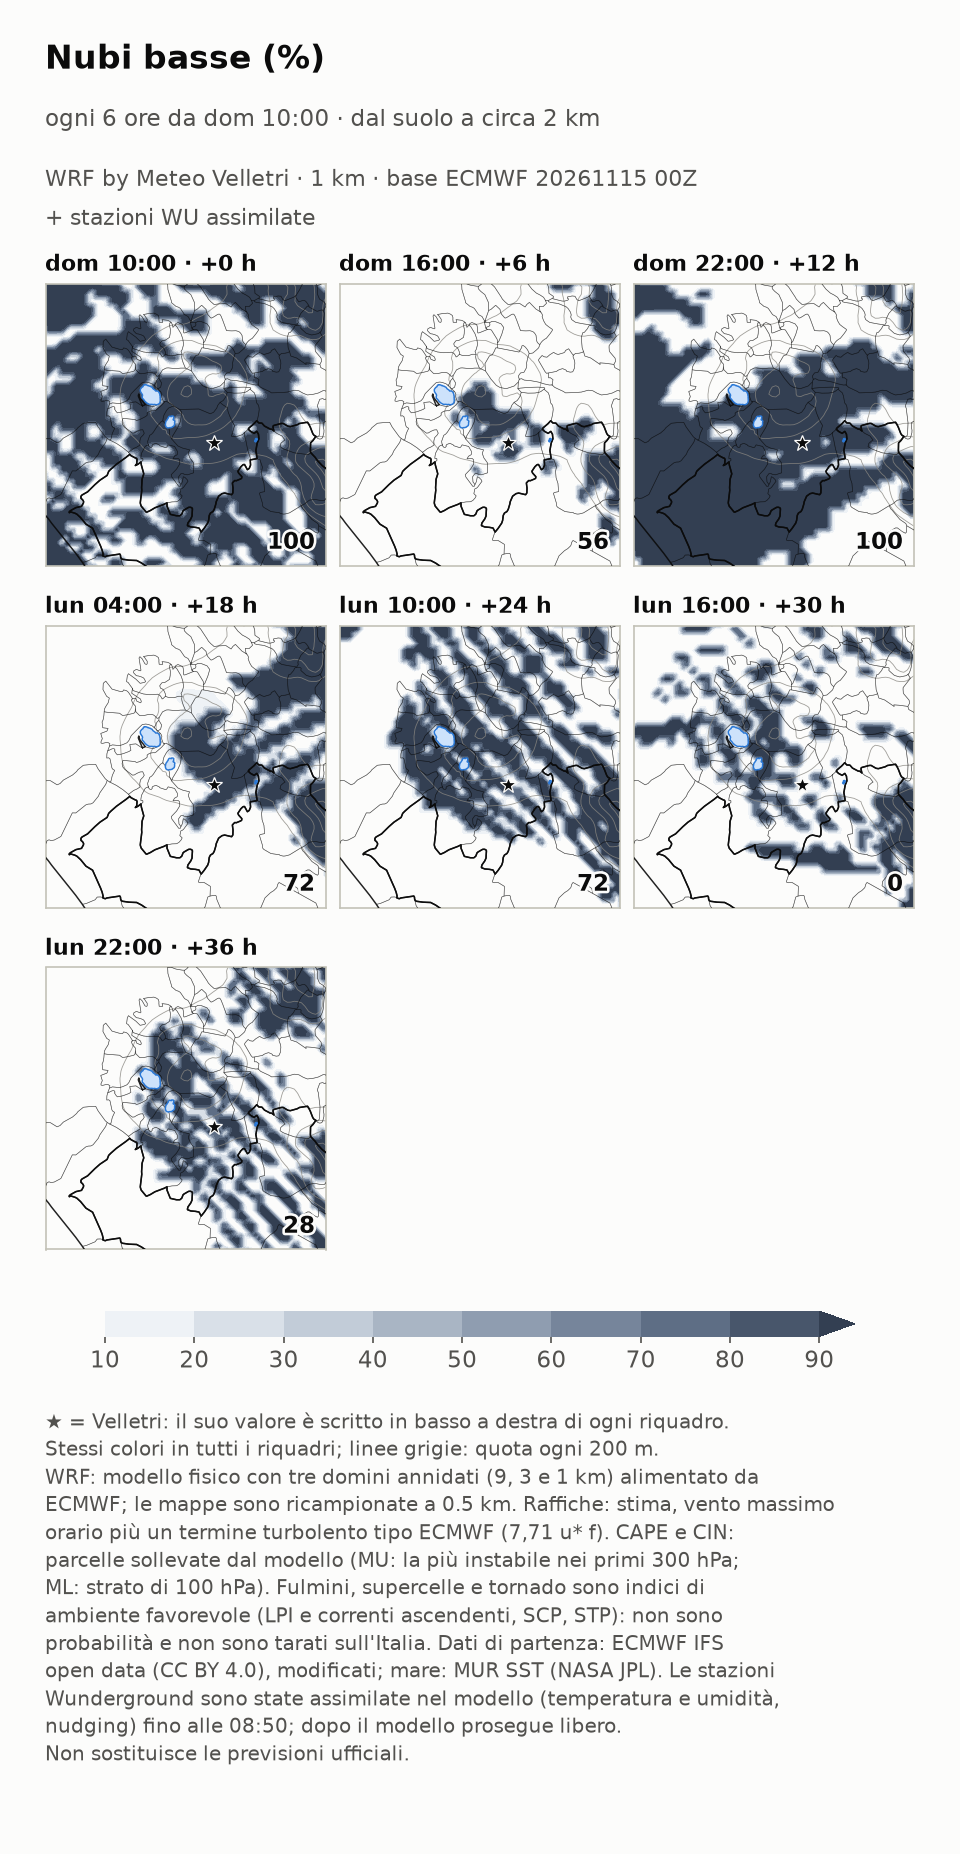 Nubi basse (%)
ogni 6 ore da dom 10:00 · dal suolo a circa 2 km
WRF by Meteo Velletri · 1 km · base ECMWF 20261115 00Z
+ stazioni WU assimilate
dom 10:00 · +0 h
dom 16:00 · +6 h
dom 22:00 · +12 h
100
56
100
lun 04:00 · +18 h
lun 10:00 · +24 h
lun 16:00 · +30 h
72
72
0
lun 22:00 · +36 h
28
10 20 30 40 50 60 70 80 90
★ = Velletri: il suo valore è scritto in basso a destra di ogni riquadro.
Stessi colori in tutti i riquadri; linee grigie: quota ogni 200 m.
WRF: modello fisico con tre domini annidati (9, 3 e 1 km) alimentato da
ECMWF; le mappe sono ricampionate a 0.5 km. Raffiche: stima, vento massimo
orario più un termine turbolento tipo ECMWF (7,71 u* f). CAPE e CIN:
parcelle sollevate dal modello (MU: la più instabile nei primi 300 hPa;
ML: strato di 100 hPa). Fulmini, supercelle e tornado sono indici di
ambiente favorevole (LPI e correnti ascendenti, SCP, STP): non sono
probabilità e non sono tarati sull'Italia. Dati di partenza: ECMWF IFS
open data (CC BY 4.0), modificati; mare: MUR SST (NASA JPL). Le stazioni
Wunderground sono state assimilate nel modello (temperatura e umidità,
nudging) fino alle 08:50; dopo il modello prosegue libero.
Non sostituisce le previsioni ufficiali.